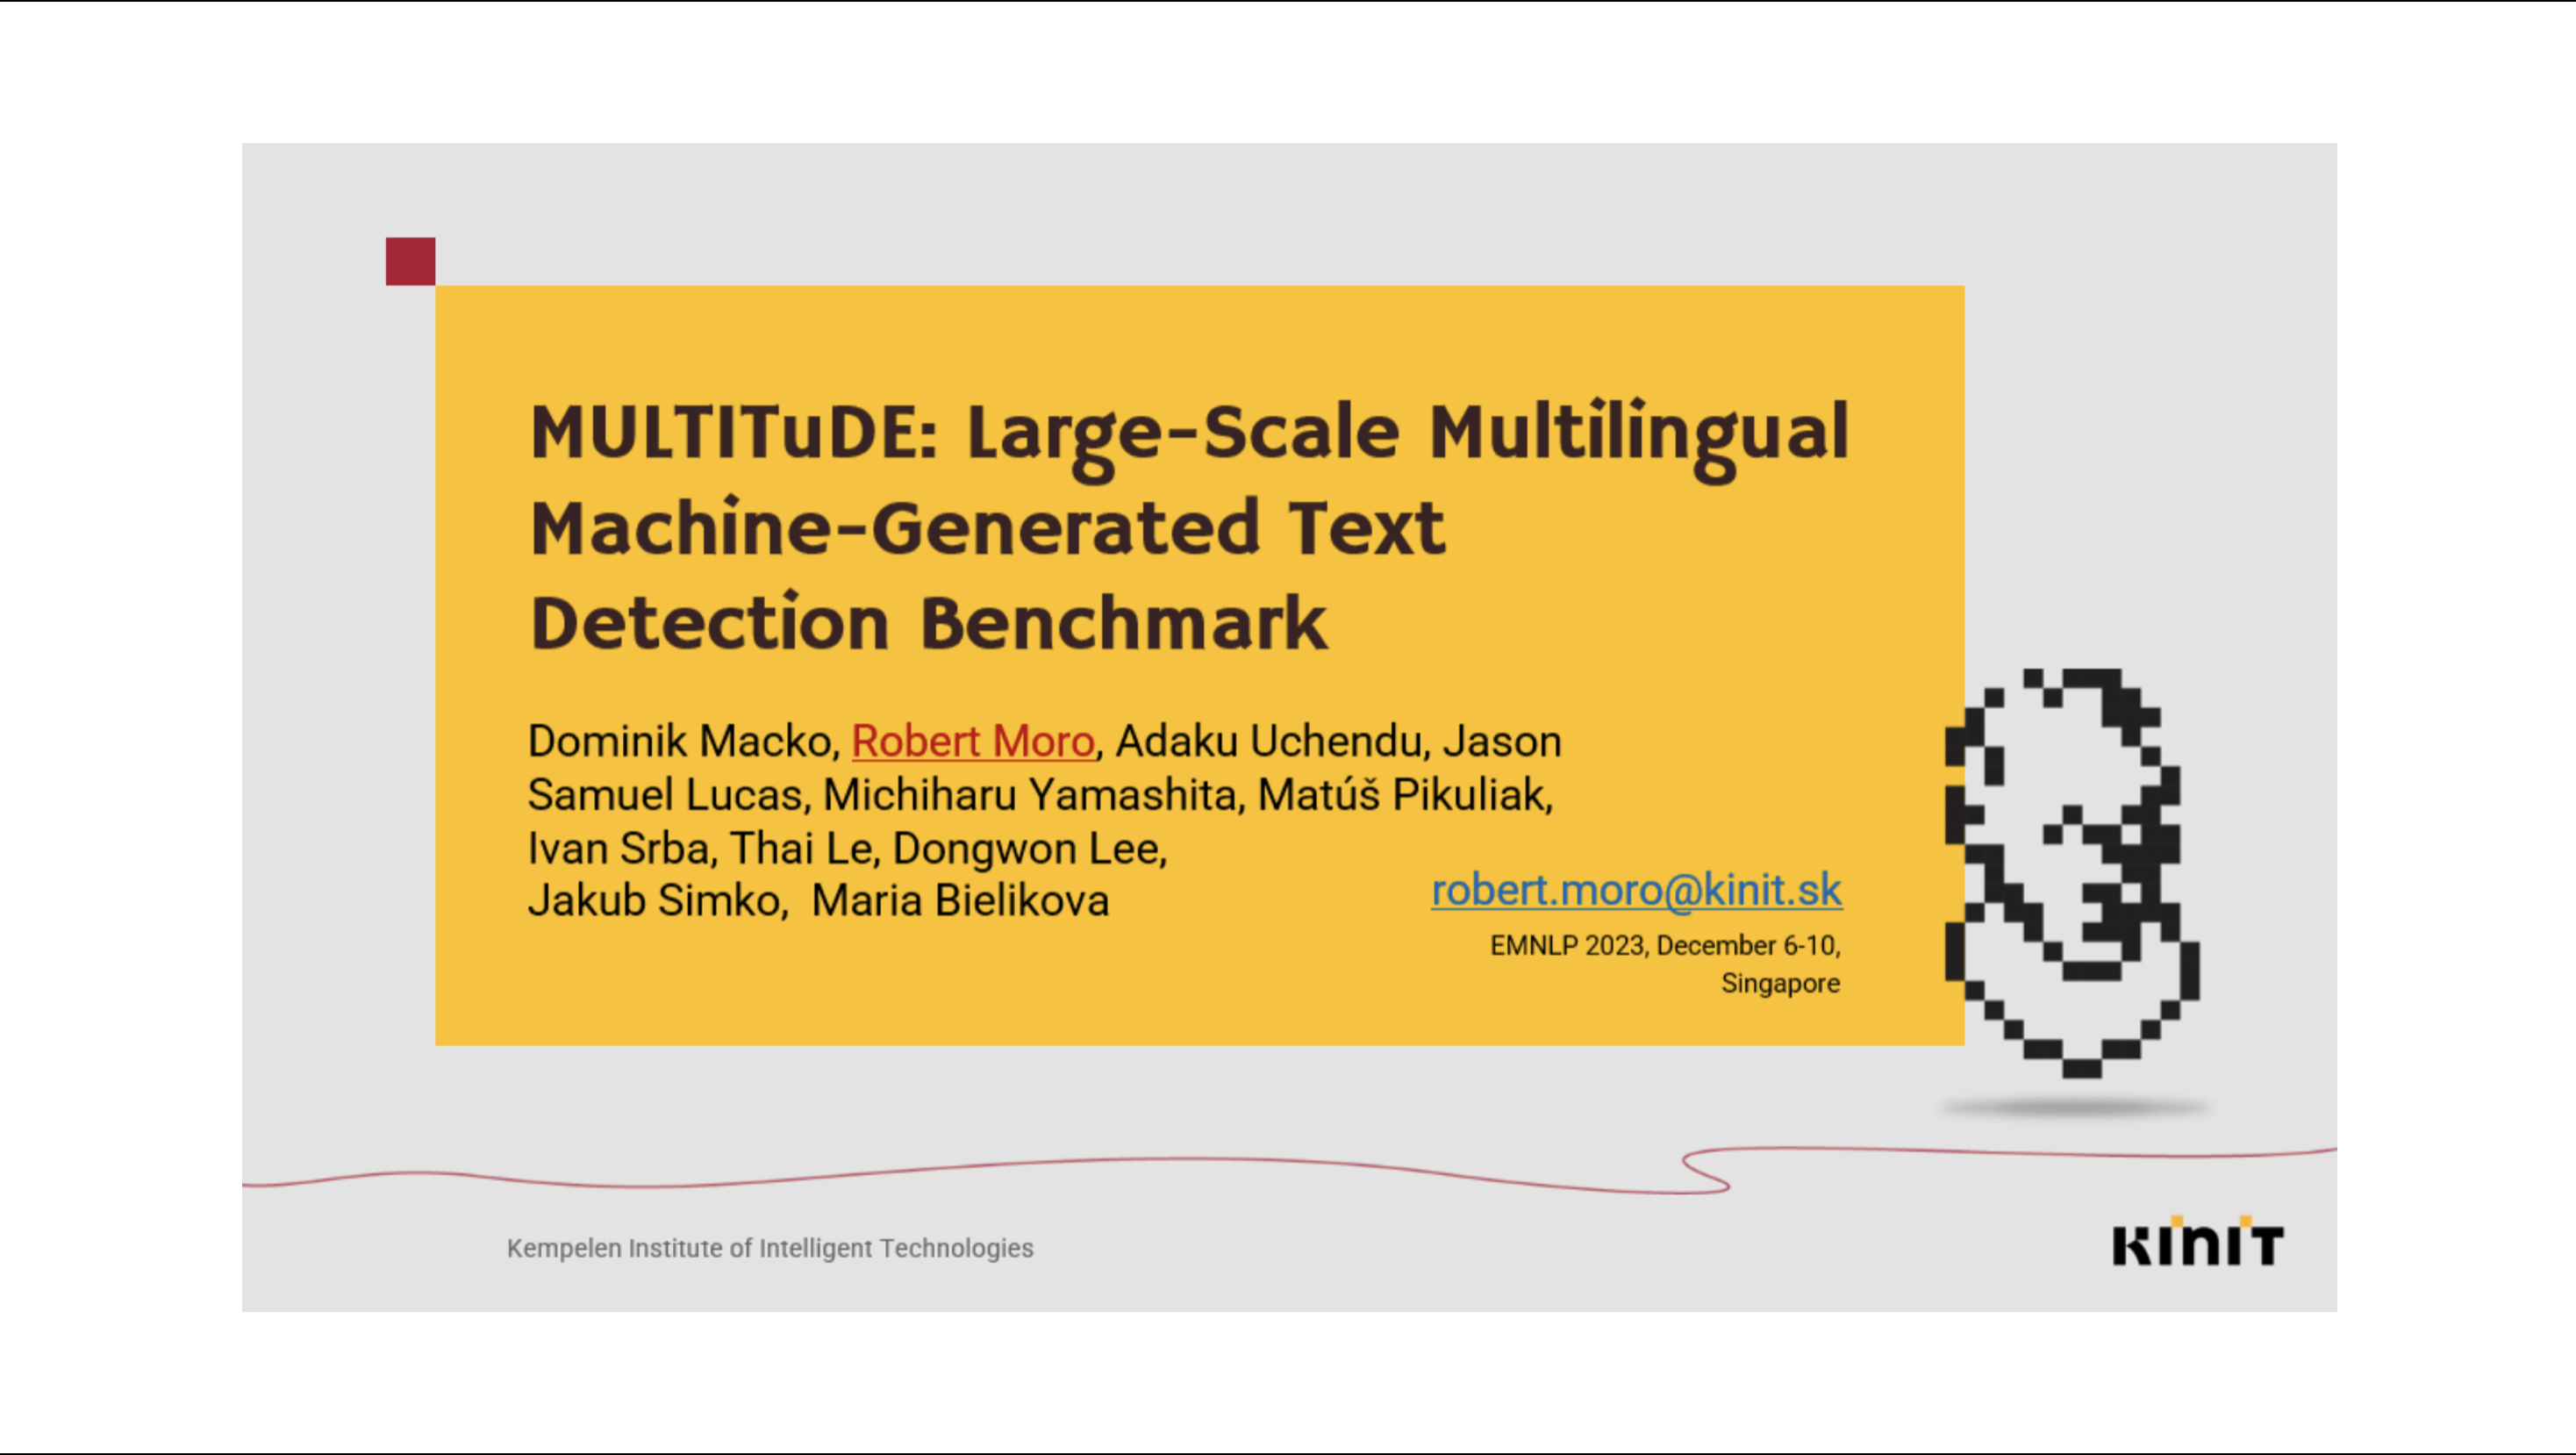 MULTITuDE: Large-Scale Multilingual
Machine-Generated Text
Detection Benchmark
Dominik Macko, Robert Moro, Adaku Uchendu, Jason
Samuel Lucas, Michiharu Yamashita, Matúš Pikuliak,
Ivan Srba, Thai Le, Dongwon Lee,
Jakub Simko, Maria Bielikova
robert.moro@kinit.sk
EMNLP 2023, December 6-10,
Singapore
Kempelen Institute of Intelligent Technologies
KINIT